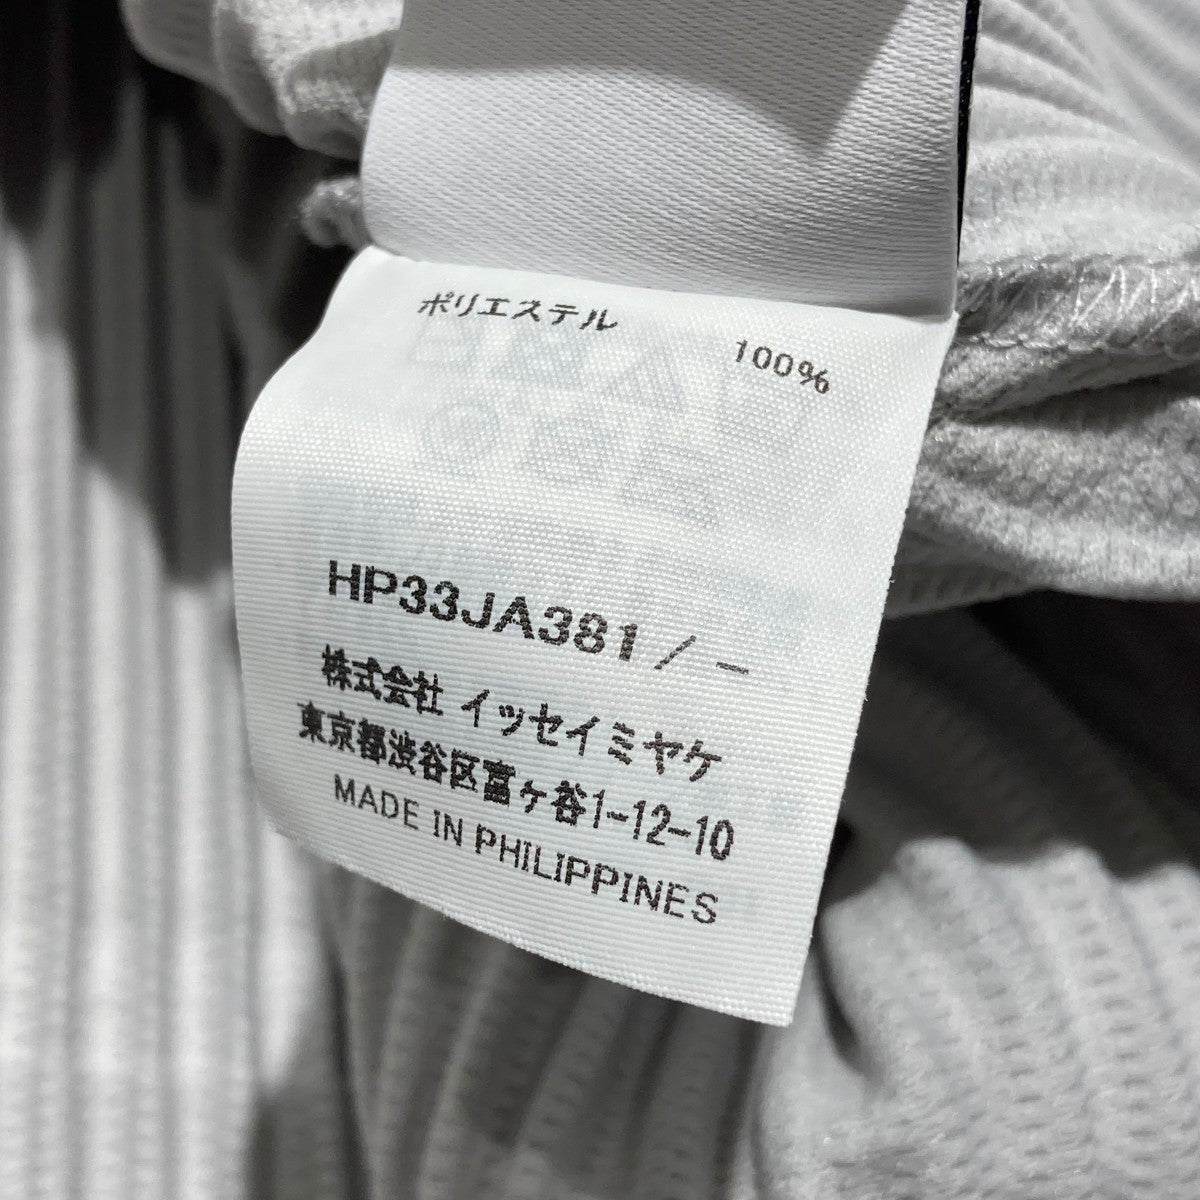 ポリエステル 100%
HP33JA381 / –
株式会社 イッセイミヤケ
東京都渋谷区富ヶ谷1-12-10
MADE IN PHILIPPINES